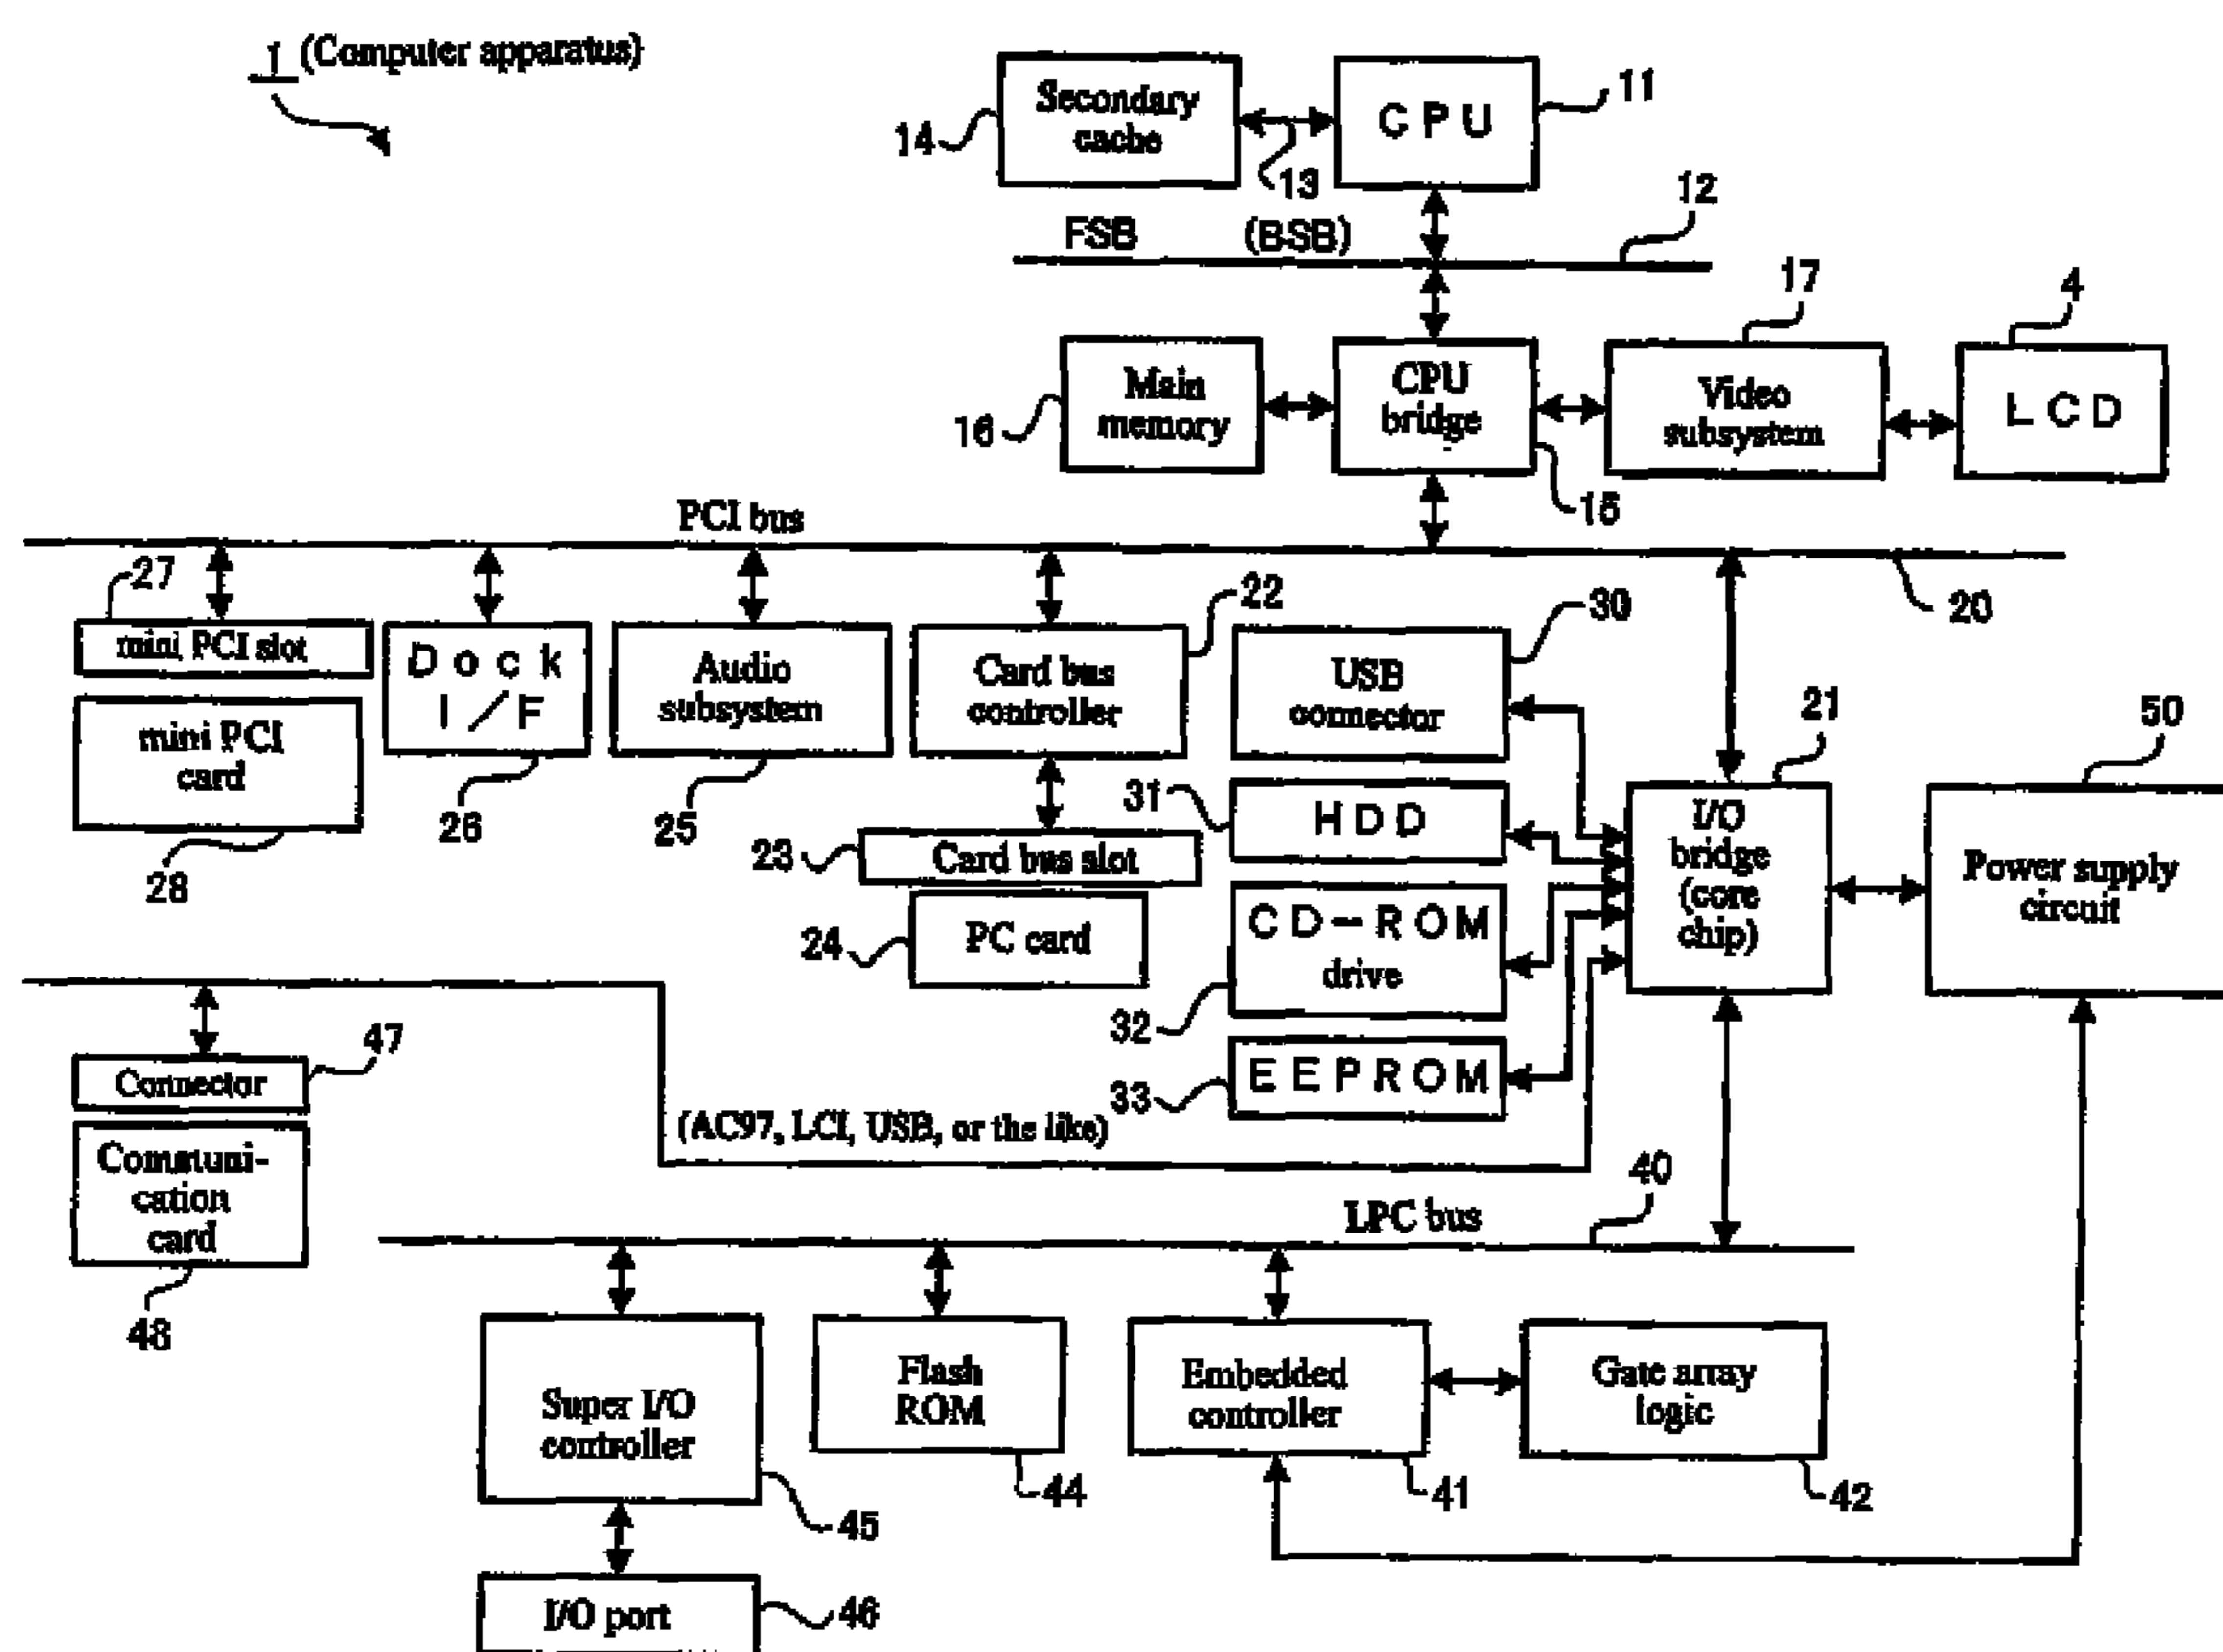 1 (Computer apparatus)
Secondary
cache
CPU
11
14
13
12
FSB (BSB)
17
4
Main
memory
CPU
bridge
Video
subsystem
LCD
16
15
PCI bus
27
22
30
20
mini PCI slot
Dock
I/F
Audio
subsystem
Card bus
controller
USB
connector
21
50
mini PCI
card
31
HDD
I/O
bridge
(core
chip)
Power supply
circuit
26
25
23
Card bus slot
28
24
PC card
CD-ROM
drive
32
47
Connector
33
EEPROM
(AC97, LCI, USB, or the like)
Communi-
cation
card
40
LPC bus
48
Super I/O
controller
Flash
ROM
Embedded
controller
Gate array
logic
44
41
42
45
I/O port
46